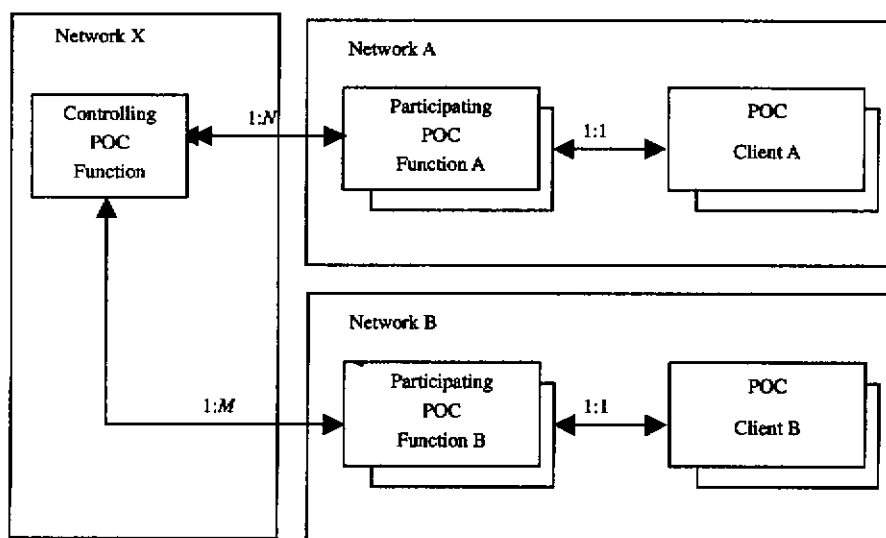 Network X
Controlling
POC
Function
1:N
1:M
Network A
Participating
POC
Function A
1:1
POC
Client A
Network B
Participating
POC
Function B
1:1
POC
Client B